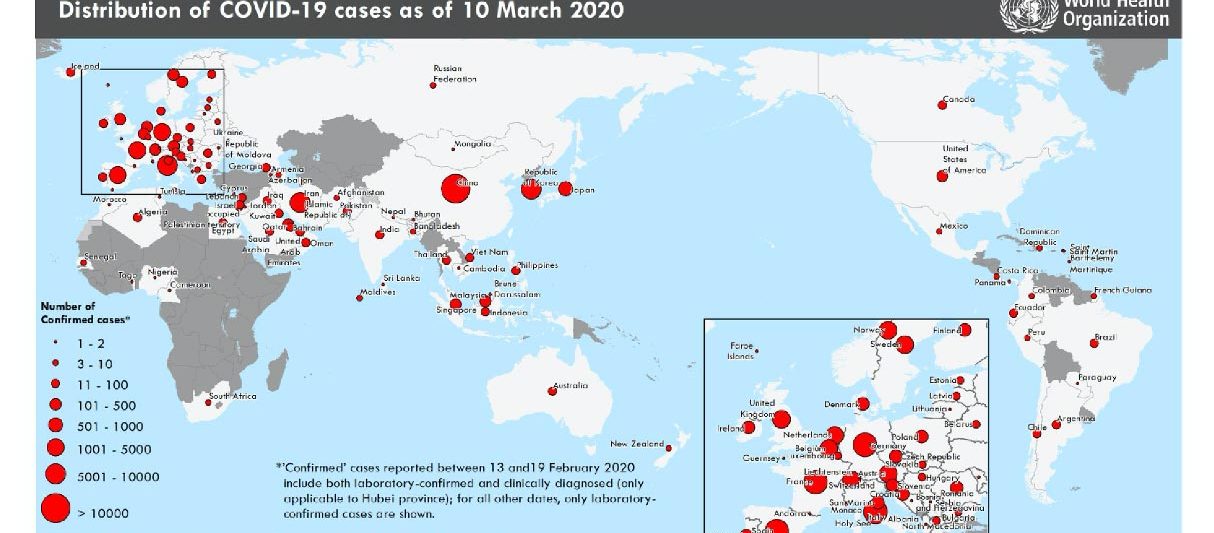 Distribution of COVID-19 cases as of 10 March 2020
World Health
Organization
Iceland
Russian
Federation
Canada
United
States
of America
Ukraine
Republic
of Moldova
Georgia
Armenia
Azerbaijan
Mongolia
China
Republic
of Korea
Japan
Morocco
Tunisia
Algeria
Cyprus
Lebanon
Israel
occupied
Palestinian territory
Egypt
Iraq
Jordan
Kuwait
Iran
Islamic
Republic of
Afghanistan
Pakistan
Qatar
Bahrain
Saudi
Arabia
United
Arab
Emirates
Oman
Nepal
Bhutan
India
Bangladesh
Senegal
Togo
Nigeria
Cameroon
Sri Lanka
Maldives
Thailand
Viet Nam
Cambodia
Philippines
Brune
Darussalam
Malaysia
Singapore
Indonesia
Mexico
Dominican
Republic
Saint Martin
Saint
Barthelemy
Martinique
Costa Rica
Panama
Colombia
French Guiana
Ecuador
Peru
Brazil
Paraguay
Chile
Argentina
South Africa
Australia
New Zealand
Number of
Confirmed cases*
1 - 2
3 - 10
11 - 100
101 - 500
501 - 1000
1001 - 5000
5001 - 10000
> 10000
*'Confirmed' cases reported between 13 and19 February 2020
include both laboratory-confirmed and clinically diagnosed (only
applicable to Hubei province); for all other dates, only laboratory-
confirmed cases are shown.
Norway
Finland
Sweden
Faroe
Islands
Estonia
Latvia
Lithuania
Denmark
United
Kingdom
Ireland
Belarus
Netherlands
Poland
Belgium
Germany
Luxembourg
Guernsey
Czech Republic
Slovakia
Liechtenstein
Austria
Hungary
France
Switzerland
Slovenia
Romania
Croatia
Bosnia
and Herzegovina
Serbia
San Marino
Monaco
Andorra
Italy
Holy See
Albania
Bulgaria
North Macedonia
Spain